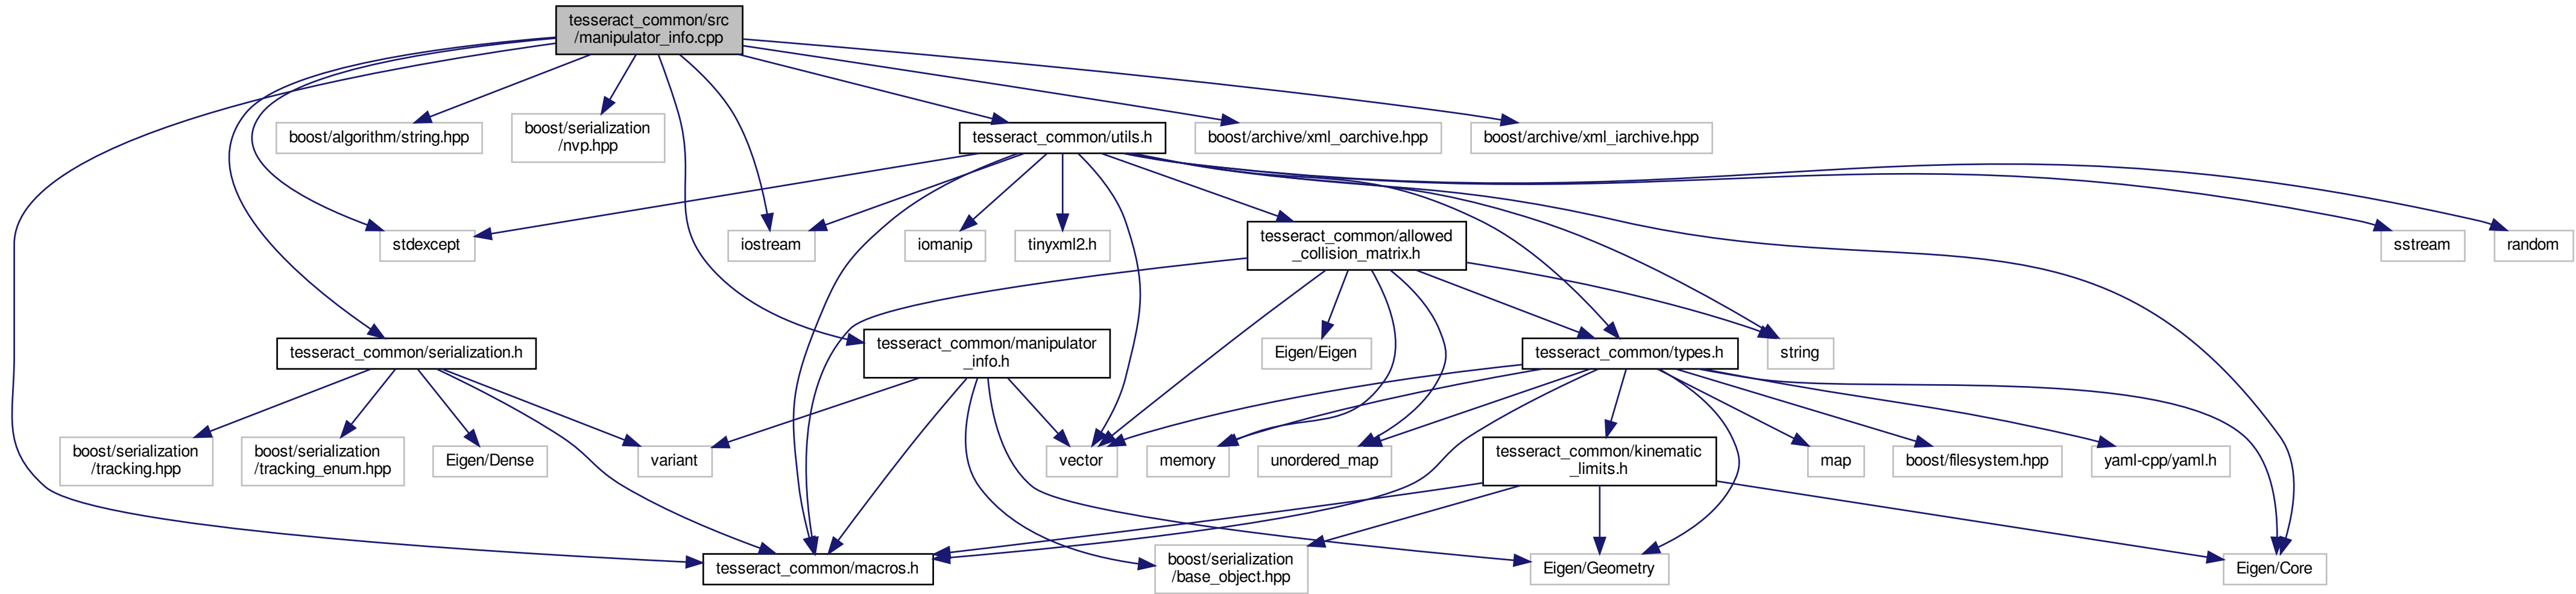 tesseract_common/src
/manipulator_info.cpp
boost/algorithm/string.hpp
boost/serialization
/nvp.hpp
tesseract_common/utils.h
boost/archive/xml_oarchive.hpp
boost/archive/xml_iarchive.hpp
stdexcept
iostream
iomanip
tinyxml2.h
tesseract_common/allowed
_collision_matrix.h
sstream
random
tesseract_common/serialization.h
tesseract_common/manipulator
_info.h
Eigen/Eigen
tesseract_common/types.h
string
boost/serialization
/tracking.hpp
boost/serialization
/tracking_enum.hpp
Eigen/Dense
variant
vector
memory
unordered_map
tesseract_common/kinematic
_limits.h
map
boost/filesystem.hpp
yaml-cpp/yaml.h
tesseract_common/macros.h
boost/serialization
/base_object.hpp
Eigen/Geometry
Eigen/Core